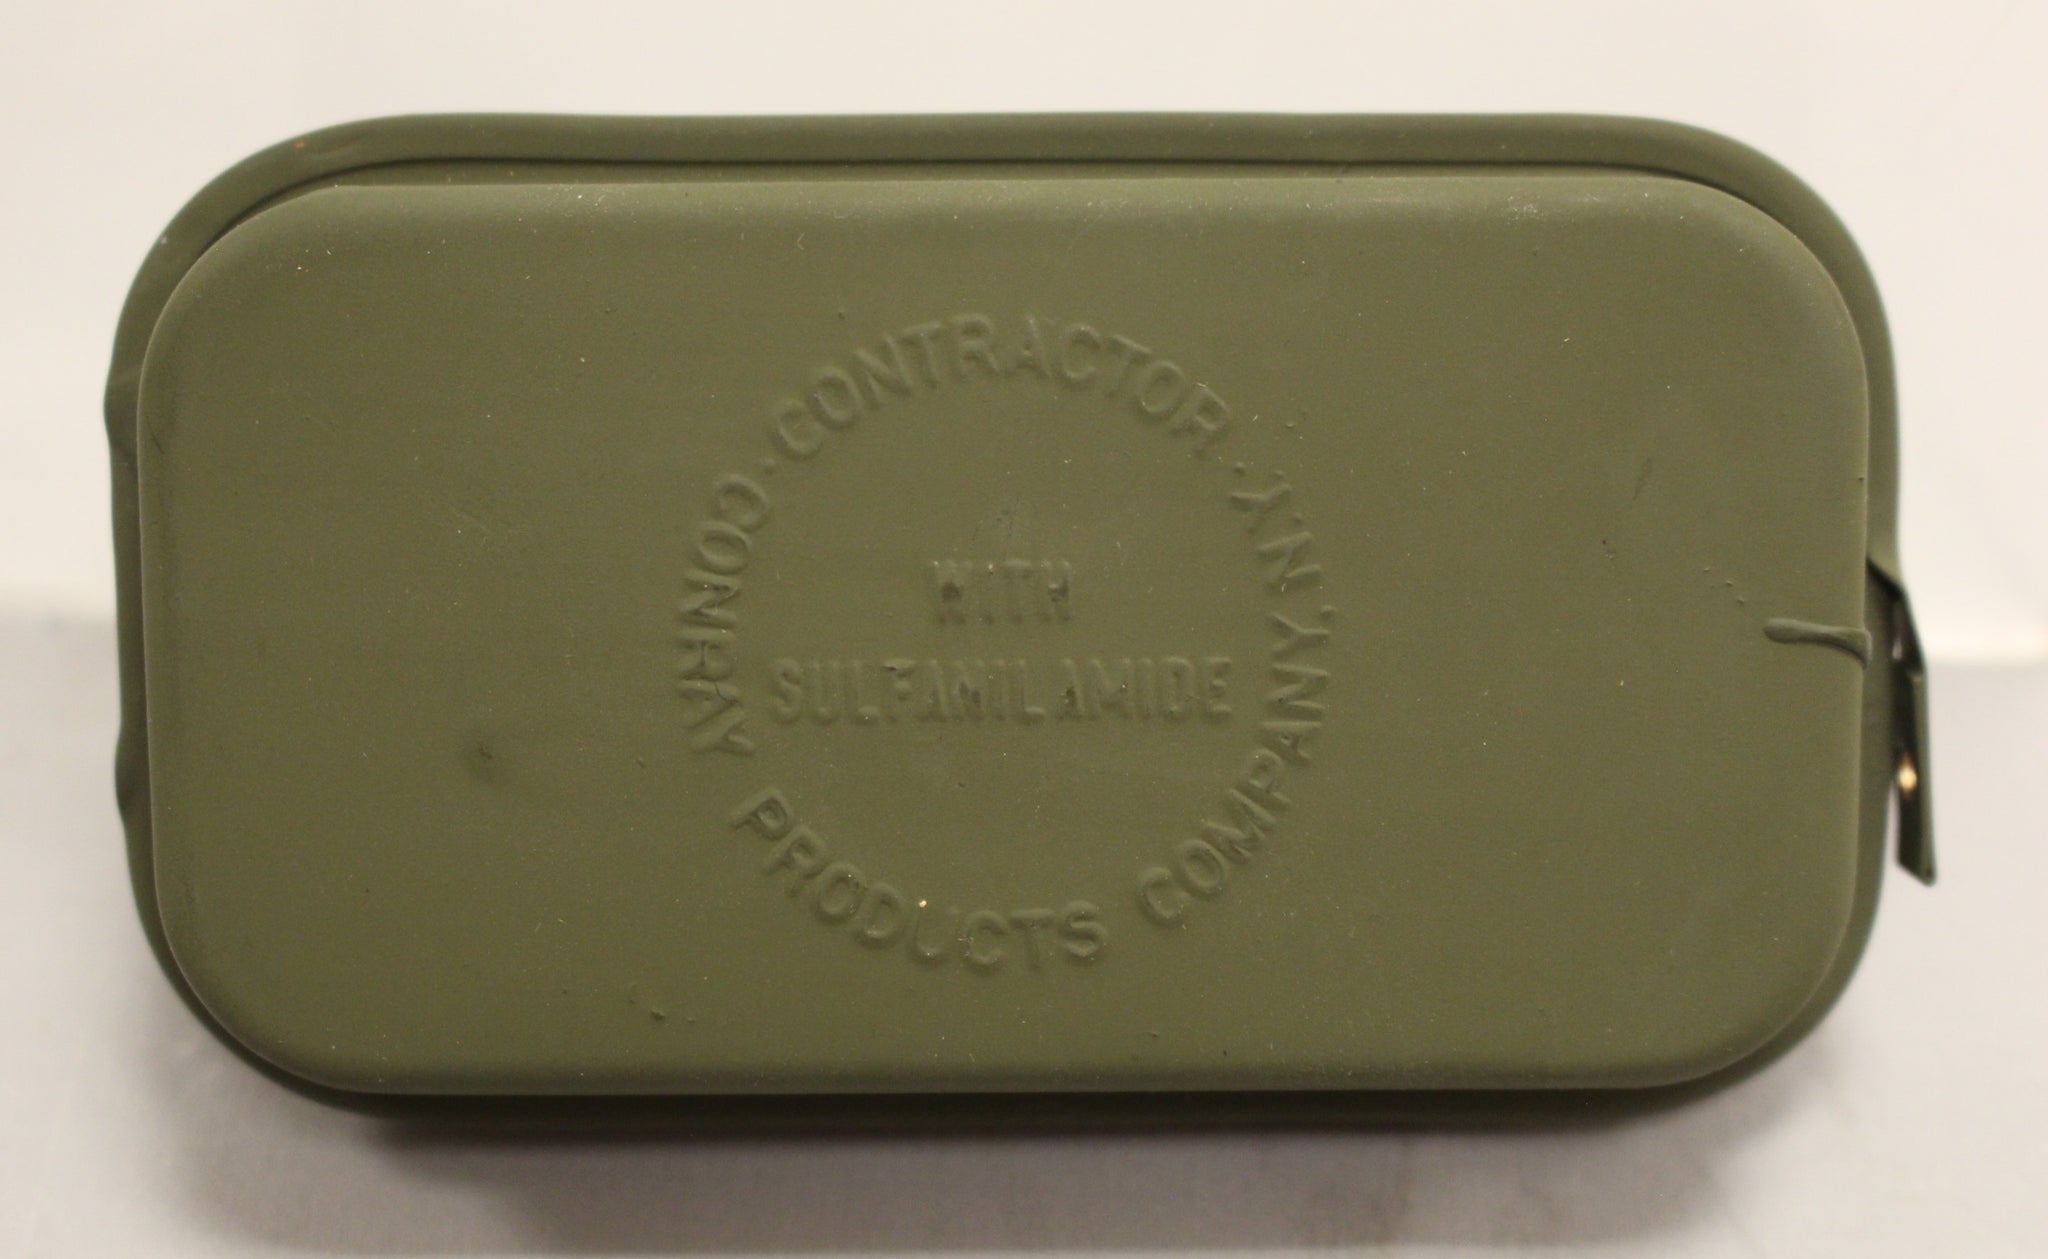 · CONTRACTOR ·
CONRAY PRODUCTS COMPANY, N.Y.
WITH
SULFANILAMIDE